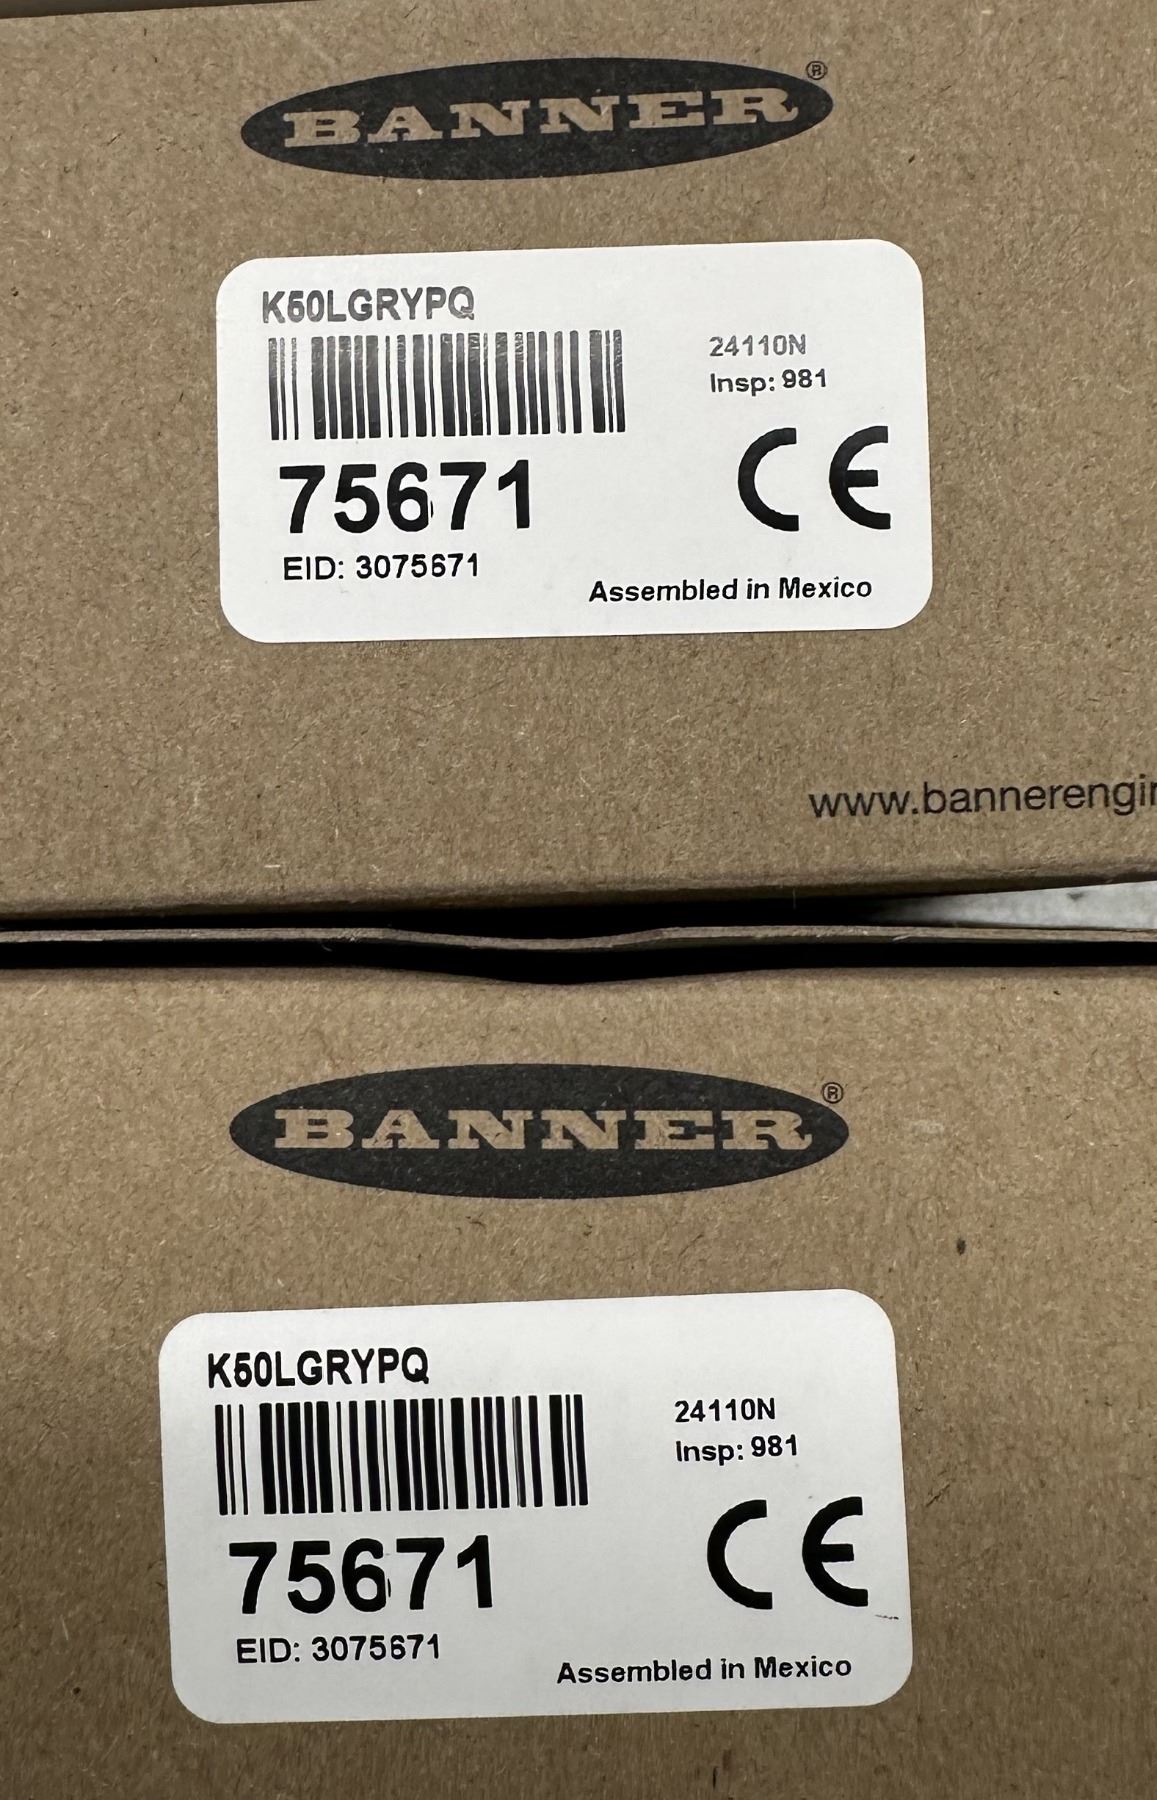 BANNER®
K50LGRYPQ
24110N
Insp: 981
75671
CE
EID: 3075671
Assembled in Mexico
www.bannerengin
BANNER®
K50LGRYPQ
24110N
Insp: 981
75671
CE
EID: 3075671
Assembled in Mexico